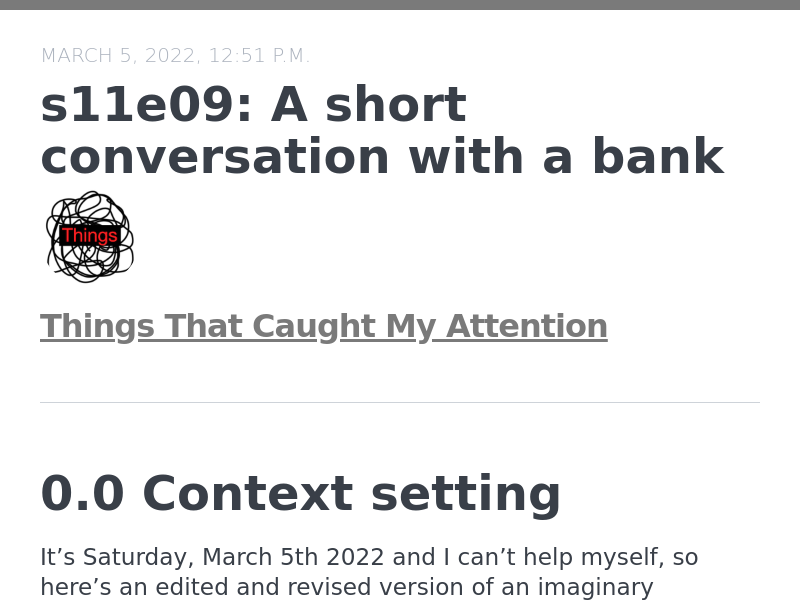 MARCH 5, 2022, 12:51 P.M.
s11e09: A short
conversation with a bank
Things
Things That Caught My Attention
0.0 Context setting
It’s Saturday, March 5th 2022 and I can’t help myself, so
here’s an edited and revised version of an imaginary